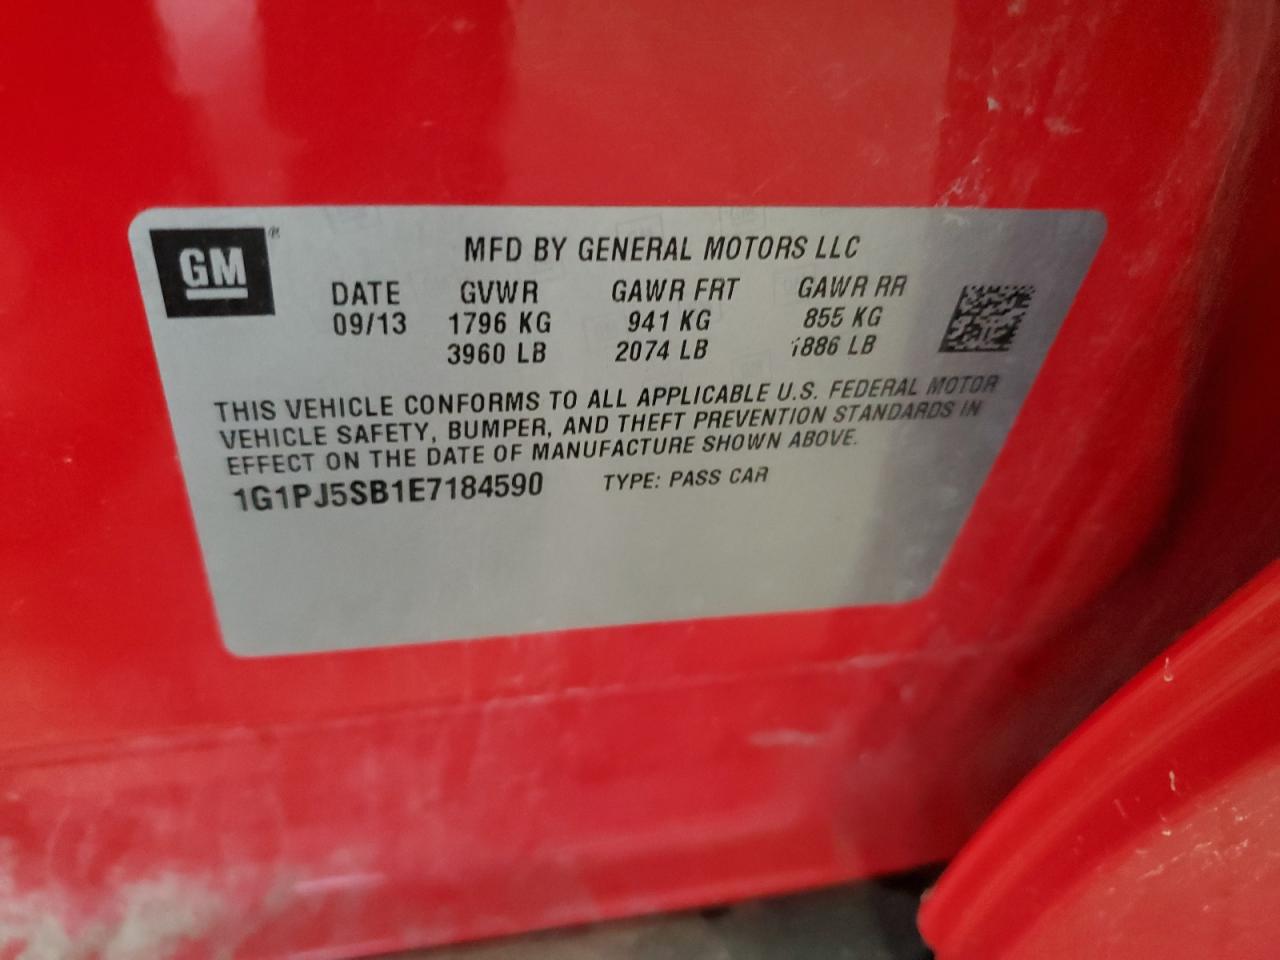 GM®
MFD BY GENERAL MOTORS LLC
DATE GVWR GAWR FRT GAWR RR
09/13 1796 KG 941 KG 855 KG
3960 LB 2074 LB 1886 LB
THIS VEHICLE CONFORMS TO ALL APPLICABLE U.S. FEDERAL MOTOR
VEHICLE SAFETY, BUMPER, AND THEFT PREVENTION STANDARDS IN
EFFECT ON THE DATE OF MANUFACTURE SHOWN ABOVE.
1G1PJ5SB1E7184590 TYPE: PASS CAR